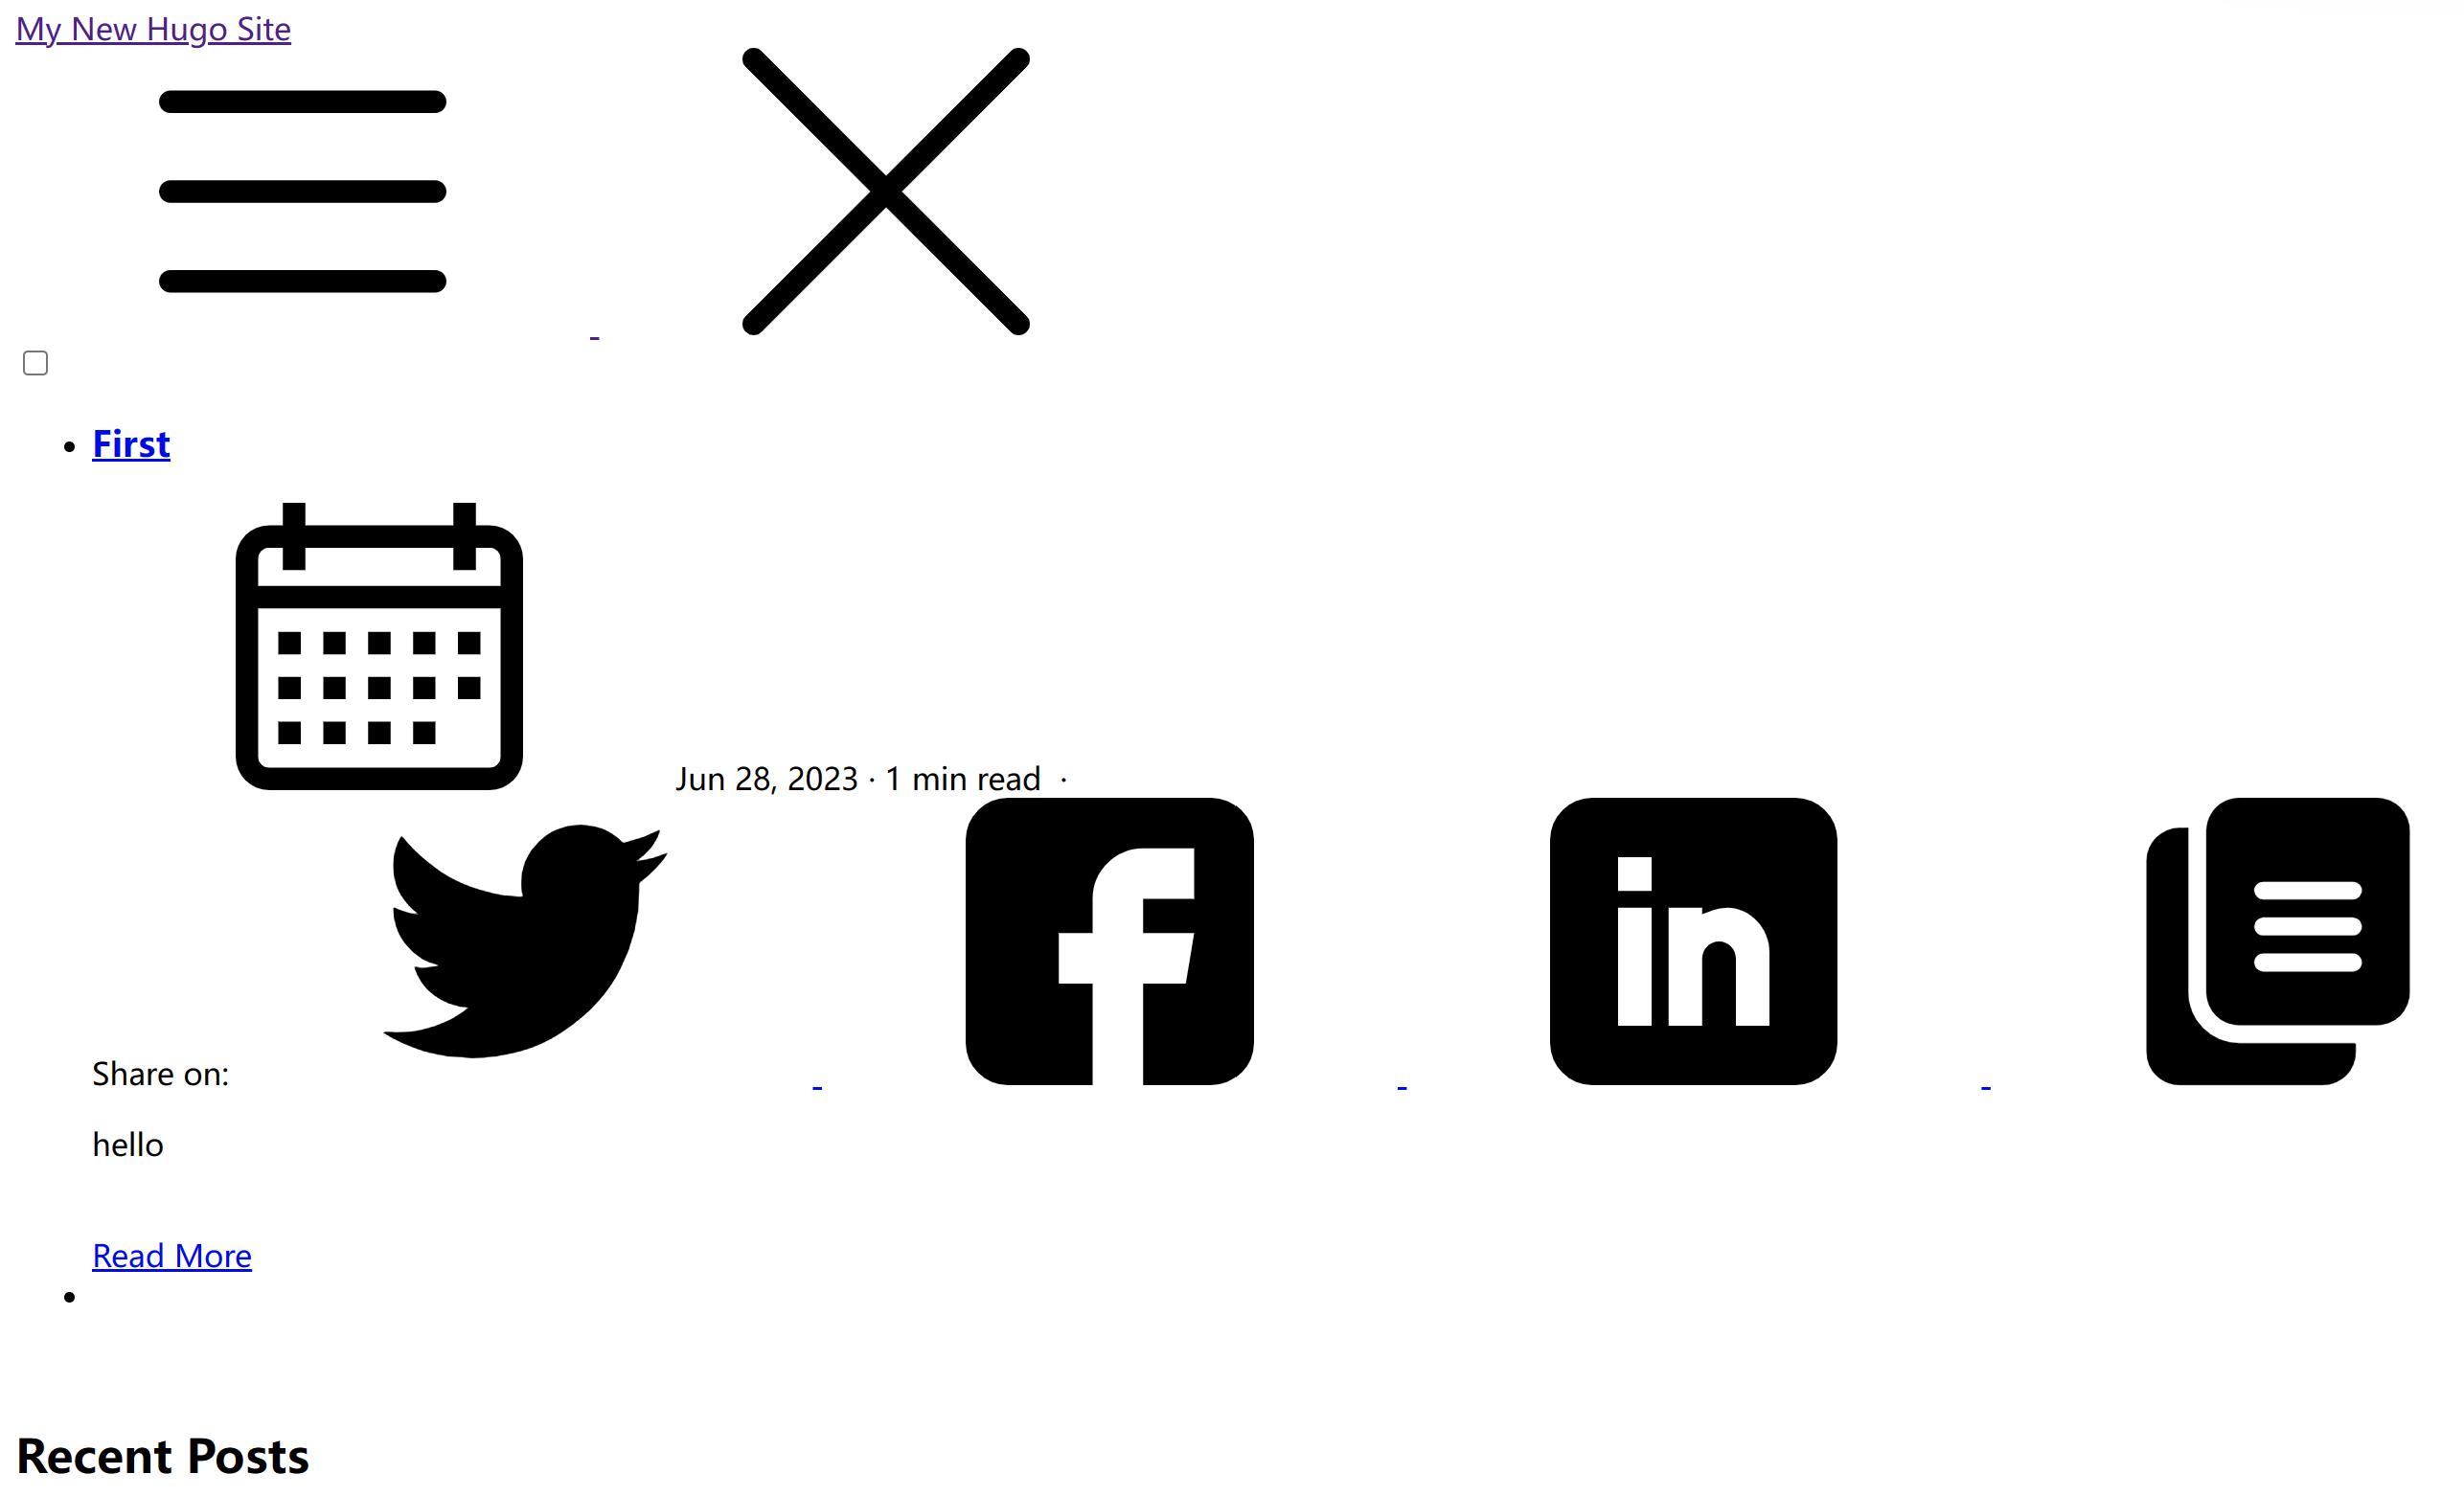 My New Hugo Site
First
Jun 28, 2023 · 1 min read ·
Share on:
hello
Read More
Recent Posts